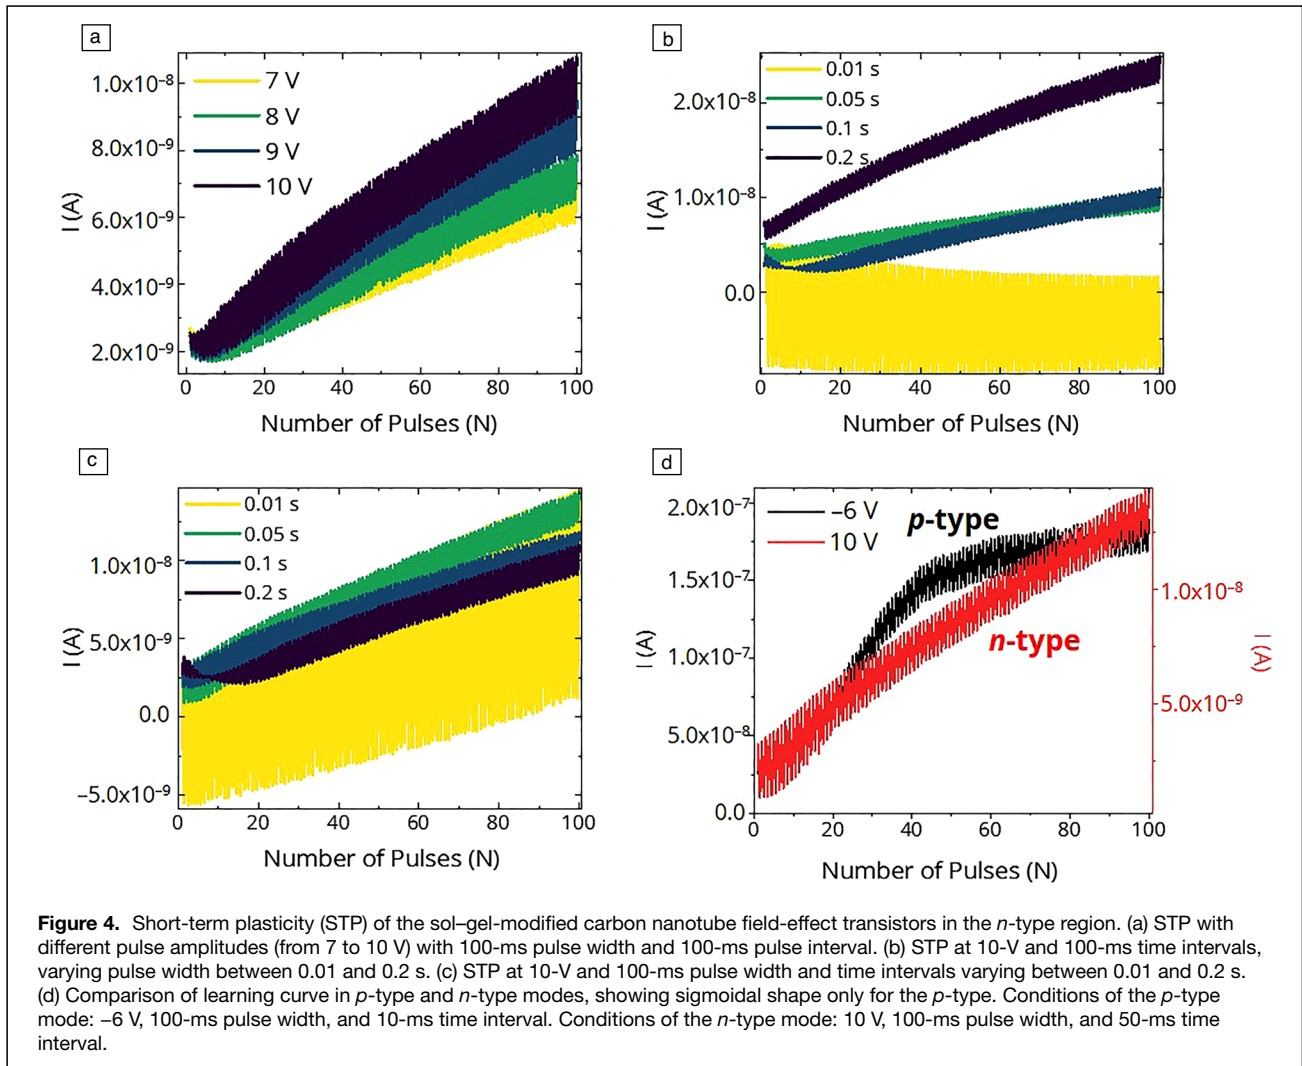 a
1.0x10⁻⁸
8.0x10⁻⁹
6.0x10⁻⁹
4.0x10⁻⁹
2.0x10⁻⁹
I (A)
7 V
8 V
9 V
10 V
0 20 40 60 80 100
Number of Pulses (N)
b
2.0x10⁻⁸
1.0x10⁻⁸
0.0
I (A)
0.01 s
0.05 s
0.1 s
0.2 s
0 20 40 60 80 100
Number of Pulses (N)
c
1.0x10⁻⁸
5.0x10⁻⁹
0.0
–5.0x10⁻⁹
I (A)
0.01 s
0.05 s
0.1 s
0.2 s
0 20 40 60 80 100
Number of Pulses (N)
d
2.0x10⁻⁷
1.5x10⁻⁷
1.0x10⁻⁷
5.0x10⁻⁸
0.0
I (A)
–6 V
10 V
p-type
n-type
1.0x10⁻⁸
5.0x10⁻⁹
I (A)
0 20 40 60 80 100
Number of Pulses (N)
Figure 4. Short-term plasticity (STP) of the sol–gel-modified carbon nanotube field-effect transistors in the n-type region. (a) STP with
different pulse amplitudes (from 7 to 10 V) with 100-ms pulse width and 100-ms pulse interval. (b) STP at 10-V and 100-ms time intervals,
varying pulse width between 0.01 and 0.2 s. (c) STP at 10-V and 100-ms pulse width and time intervals varying between 0.01 and 0.2 s.
(d) Comparison of learning curve in p-type and n-type modes, showing sigmoidal shape only for the p-type. Conditions of the p-type
mode: –6 V, 100-ms pulse width, and 10-ms time interval. Conditions of the n-type mode: 10 V, 100-ms pulse width, and 50-ms time
interval.